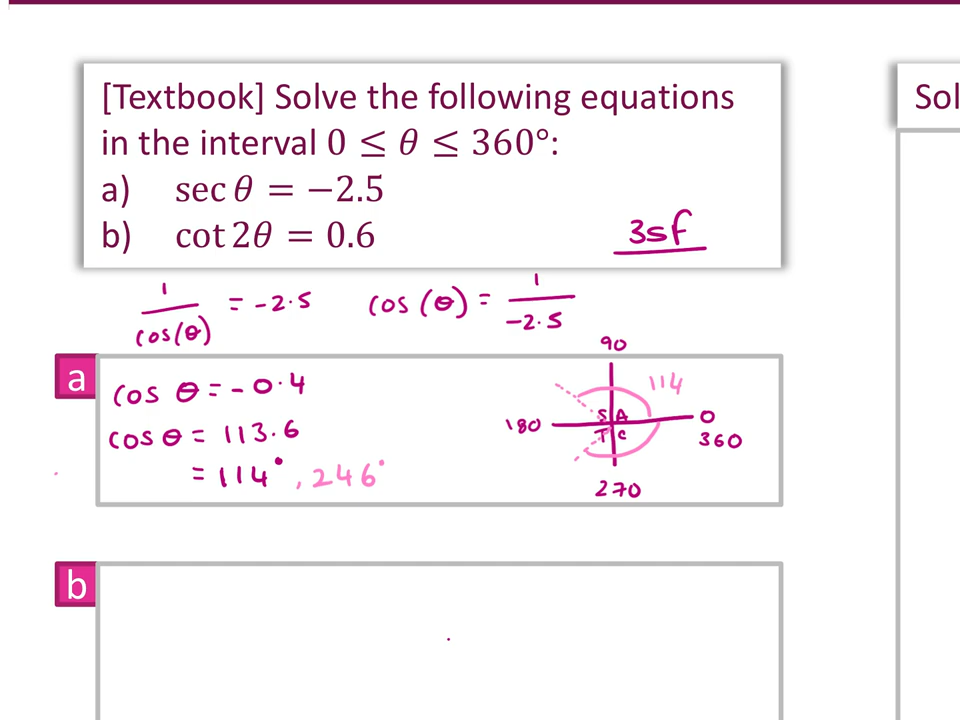 [Textbook] Solve the following equations
in the interval 0 ≤ θ ≤ 360°:
a) sec θ = −2.5
b) cot 2θ = 0.6
3sf
Sol
1/cos(θ) = -2.5
cos(θ) = 1/-2.5
a
cos θ = -0.4
cos θ = 113.6
= 114°, 246°
90
114
180
S A
T C
0
360
270
b